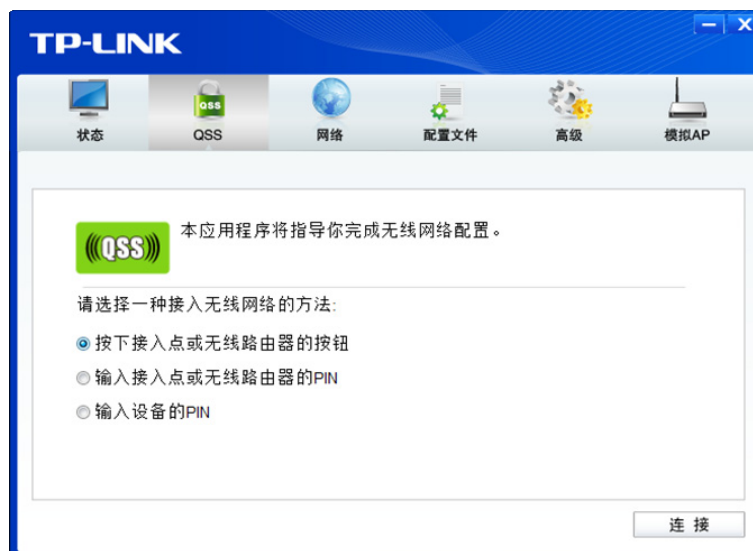 TP-LINK
QSS
状态 QSS 网络 配置文件 高级 模拟AP
QSS
本应用程序将指导你完成无线网络配置。
请选择一种接入无线网络的方法:
按下接入点或无线路由器的按钮
输入接入点或无线路由器的PIN
输入设备的PIN
连 接